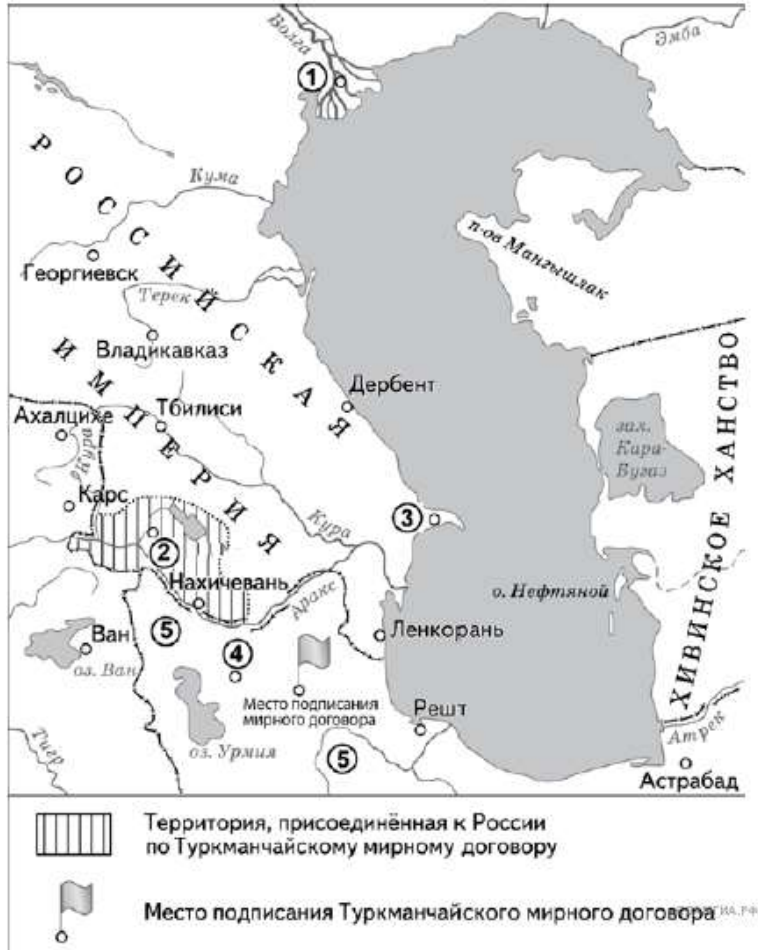 Волга
Эмба
1
РОССИЙСКАЯ
ИМПЕРИЯ
Кума
п-ов Мангышлак
Георгиевск
Терек
Владикавказ
Дербент
ХИВИНСКОЕ ХАНСТВО
Ахалцихе
Тбилиси
Кура
зал.
Кара-
Бугаз
Карс
Кура
3
2
Нахичевань
Аракс
о. Нефтяной
5
Ван
4
Ленкорань
оз. Ван
Место подписания
мирного договора
Решт
Атрек
Тигр
оз. Урмия
5
Астрабад
Территория, присоединённая к России
по Туркманчайскому мирному договору
Место подписания Туркманчайского мирного договора